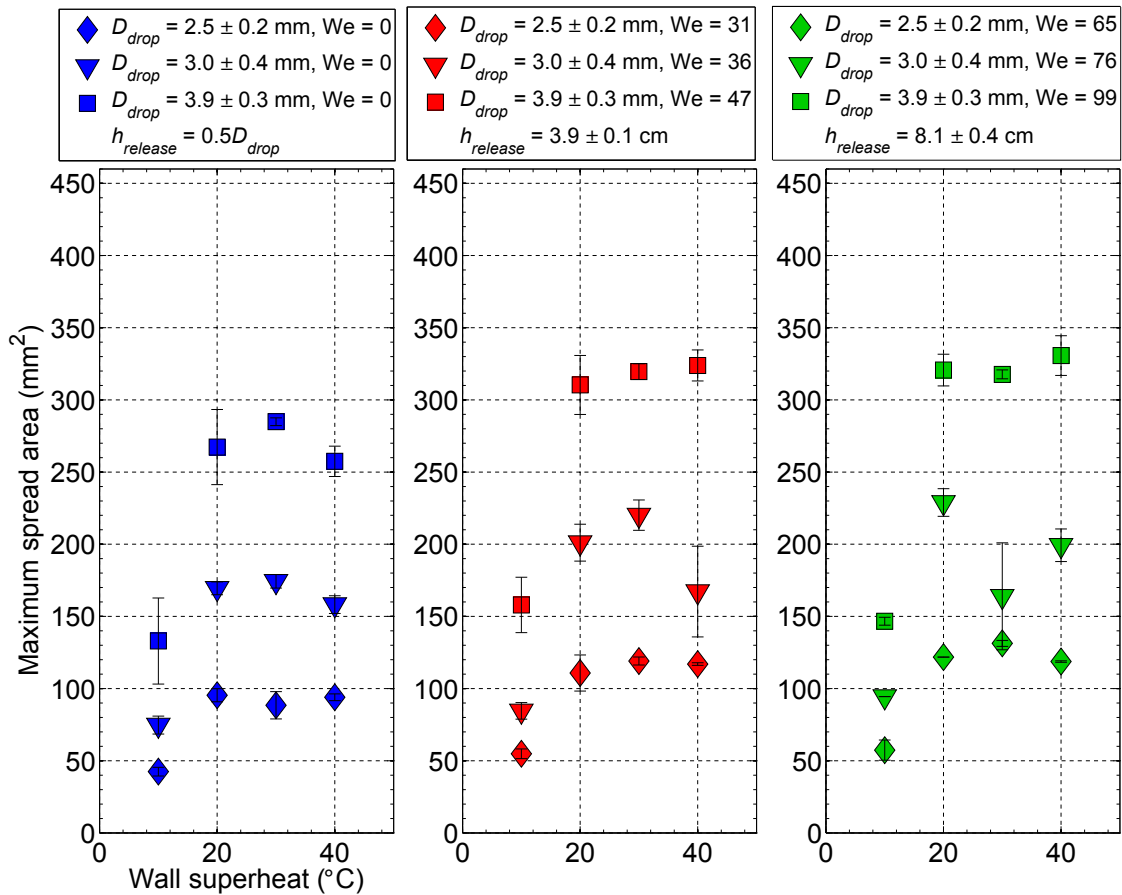 D_drop = 2.5 ± 0.2 mm, We = 0
D_drop = 3.0 ± 0.4 mm, We = 0
D_drop = 3.9 ± 0.3 mm, We = 0
h_release = 0.5D_drop
D_drop = 2.5 ± 0.2 mm, We = 31
D_drop = 3.0 ± 0.4 mm, We = 36
D_drop = 3.9 ± 0.3 mm, We = 47
h_release = 3.9 ± 0.1 cm
D_drop = 2.5 ± 0.2 mm, We = 65
D_drop = 3.0 ± 0.4 mm, We = 76
D_drop = 3.9 ± 0.3 mm, We = 99
h_release = 8.1 ± 0.4 cm
Maximum spread area (mm²)
450
400
350
300
250
200
150
100
50
0
0 20 40
Wall superheat (°C)
450
400
350
300
250
200
150
100
50
0
0 20 40
450
400
350
300
250
200
150
100
50
0
0 20 40